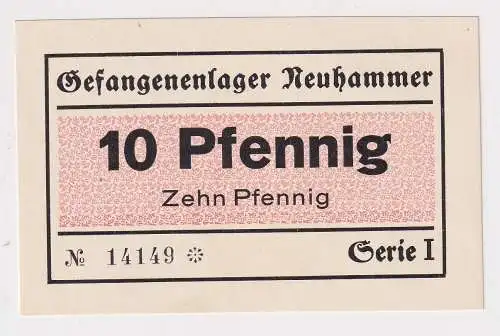 Gefangenenlager Neuhammer
10 Pfennig
Zehn Pfennig
№ 14149 * Serie I